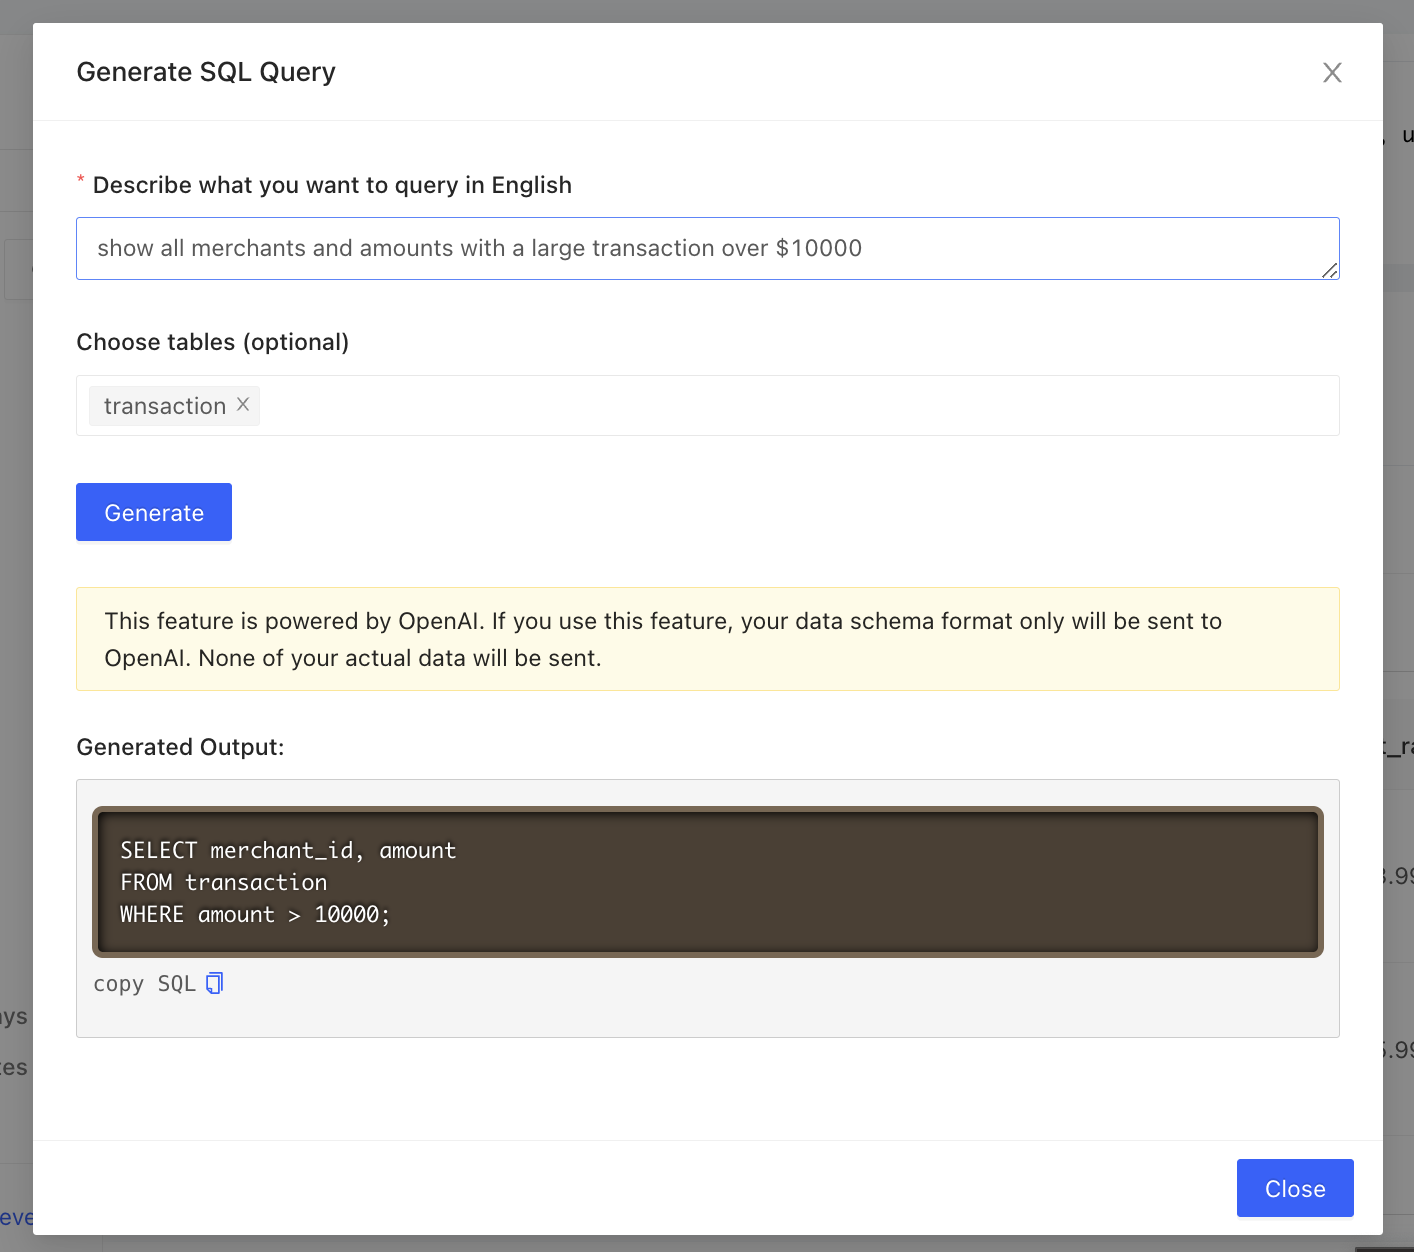 Generate SQL Query
* Describe what you want to query in English
show all merchants and amounts with a large transaction over $10000
Choose tables (optional)
transaction
Generate
This feature is powered by OpenAI. If you use this feature, your data schema format only will be sent to
OpenAI. None of your actual data will be sent.
Generated Output:
SELECT merchant_id, amount
FROM transaction
WHERE amount > 10000;
copy SQL
Close